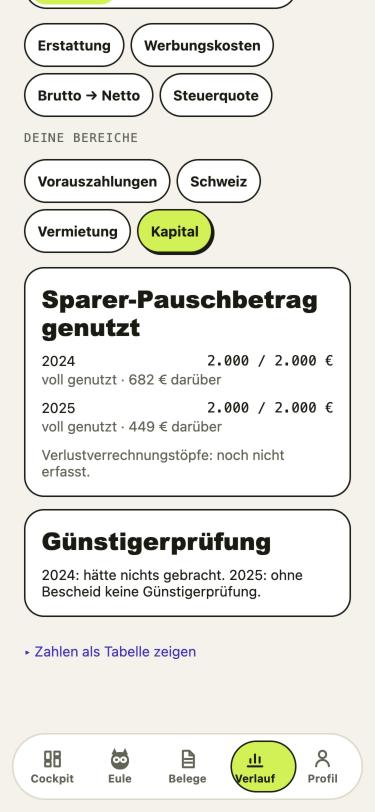 Erstattung
Werbungskosten
Brutto → Netto
Steuerquote
DEINE BEREICHE
Vorauszahlungen
Schweiz
Vermietung
Kapital
Sparer-Pauschbetrag
genutzt
2024 2.000 / 2.000 €
voll genutzt · 682 € darüber
2025 2.000 / 2.000 €
voll genutzt · 449 € darüber
Verlustverrechnungstöpfe: noch nicht
erfasst.
Günstigerprüfung
2024: hätte nichts gebracht. 2025: ohne
Bescheid keine Günstigerprüfung.
▸ Zahlen als Tabelle zeigen
Cockpit
Eule
Belege
Verlauf
Profil